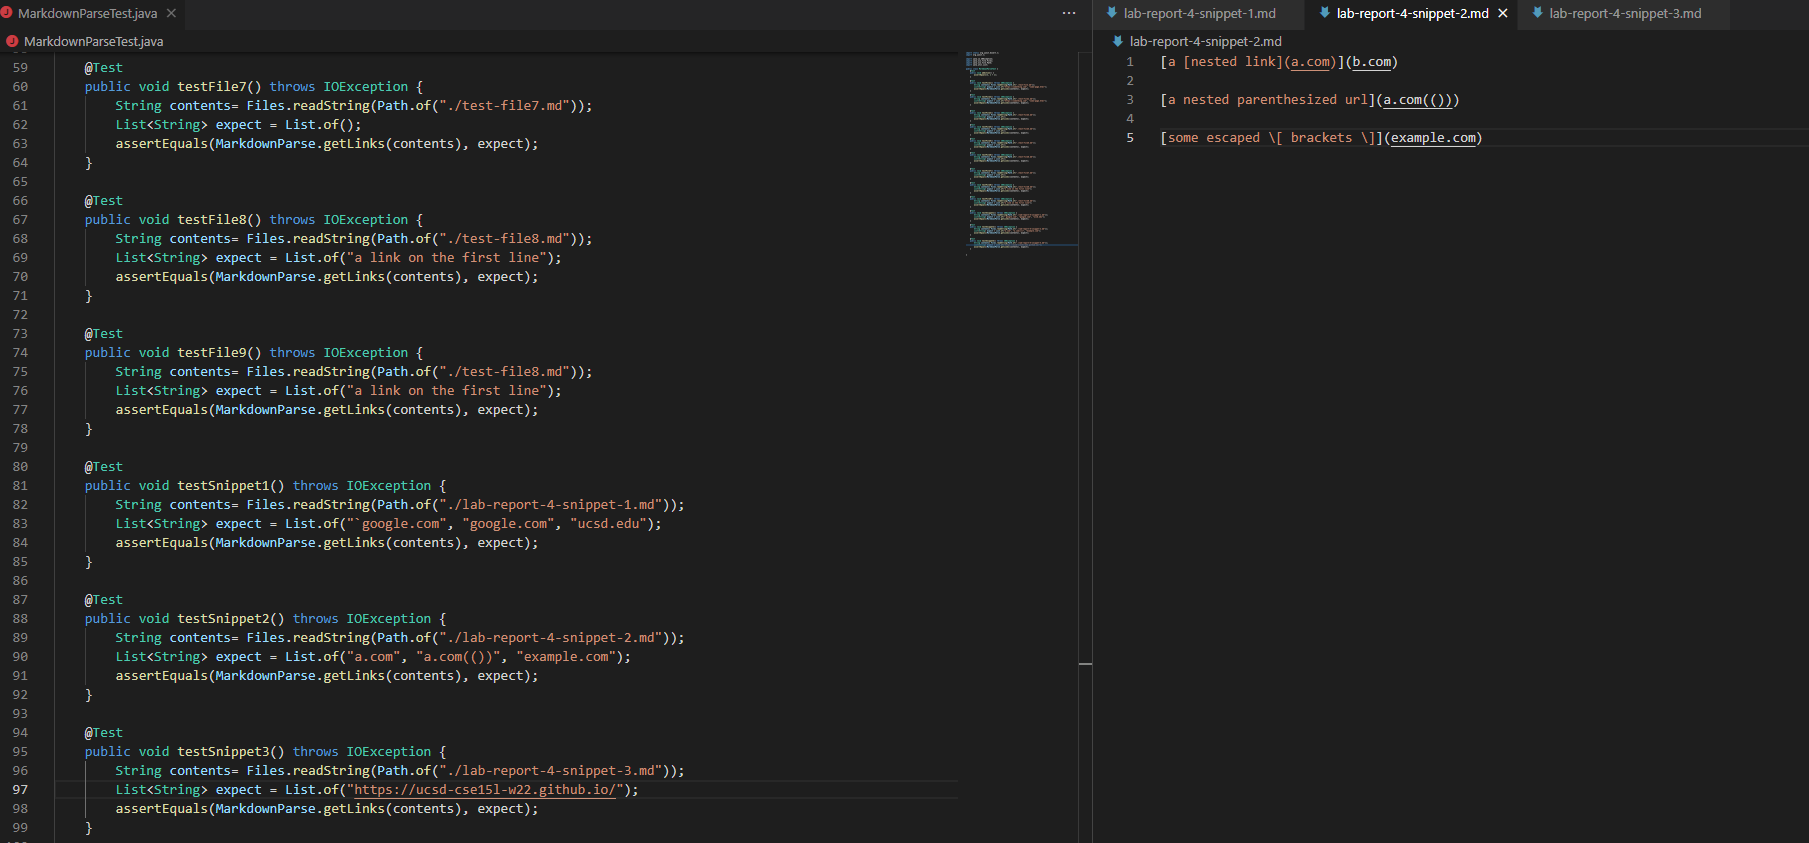 MarkdownParseTest.java
MarkdownParseTest.java
59 @Test
60 public void testFile7() throws IOException {
61 String contents= Files.readString(Path.of("./test-file7.md"));
62 List<String> expect = List.of();
63 assertEquals(MarkdownParse.getLinks(contents), expect);
64 }
65
66 @Test
67 public void testFile8() throws IOException {
68 String contents= Files.readString(Path.of("./test-file8.md"));
69 List<String> expect = List.of("a link on the first line");
70 assertEquals(MarkdownParse.getLinks(contents), expect);
71 }
72
73 @Test
74 public void testFile9() throws IOException {
75 String contents= Files.readString(Path.of("./test-file8.md"));
76 List<String> expect = List.of("a link on the first line");
77 assertEquals(MarkdownParse.getLinks(contents), expect);
78 }
79
80 @Test
81 public void testSnippet1() throws IOException {
82 String contents= Files.readString(Path.of("./lab-report-4-snippet-1.md"));
83 List<String> expect = List.of("`google.com", "google.com", "ucsd.edu");
84 assertEquals(MarkdownParse.getLinks(contents), expect);
85 }
86
87 @Test
88 public void testSnippet2() throws IOException {
89 String contents= Files.readString(Path.of("./lab-report-4-snippet-2.md"));
90 List<String> expect = List.of("a.com", "a.com(())", "example.com");
91 assertEquals(MarkdownParse.getLinks(contents), expect);
92 }
93
94 @Test
95 public void testSnippet3() throws IOException {
96 String contents= Files.readString(Path.of("./lab-report-4-snippet-3.md"));
97 List<String> expect = List.of("https://ucsd-cse15l-w22.github.io/");
98 assertEquals(MarkdownParse.getLinks(contents), expect);
99 }
lab-report-4-snippet-1.md
lab-report-4-snippet-2.md
lab-report-4-snippet-3.md
lab-report-4-snippet-2.md
1 [a [nested link](a.com)](b.com)
2
3 [a nested parenthesized url](a.com(()))
4
5 [some escaped \[ brackets \]](example.com)